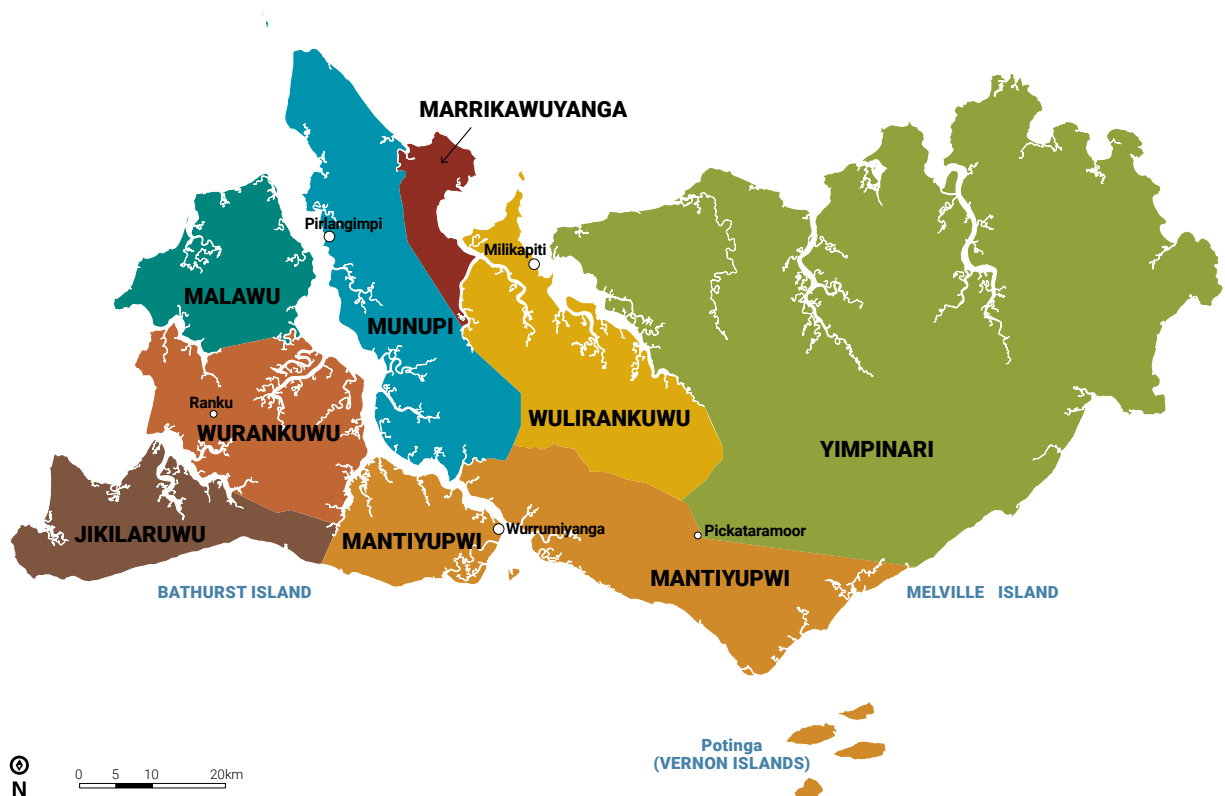 MARRIKAWUYANGA
Pirlangimpi
Milikapiti
MALAWU
MUNUPI
Ranku
WURANKUWU
WULIRANKUWU
YIMPINARI
JIKILARUWU
MANTIYUPWI
Wurrumiyanga
Pickataramoor
MANTIYUPWI
BATHURST ISLAND
MELVILLE ISLAND
Potinga
(VERNON ISLANDS)
N
0 5 10 20km